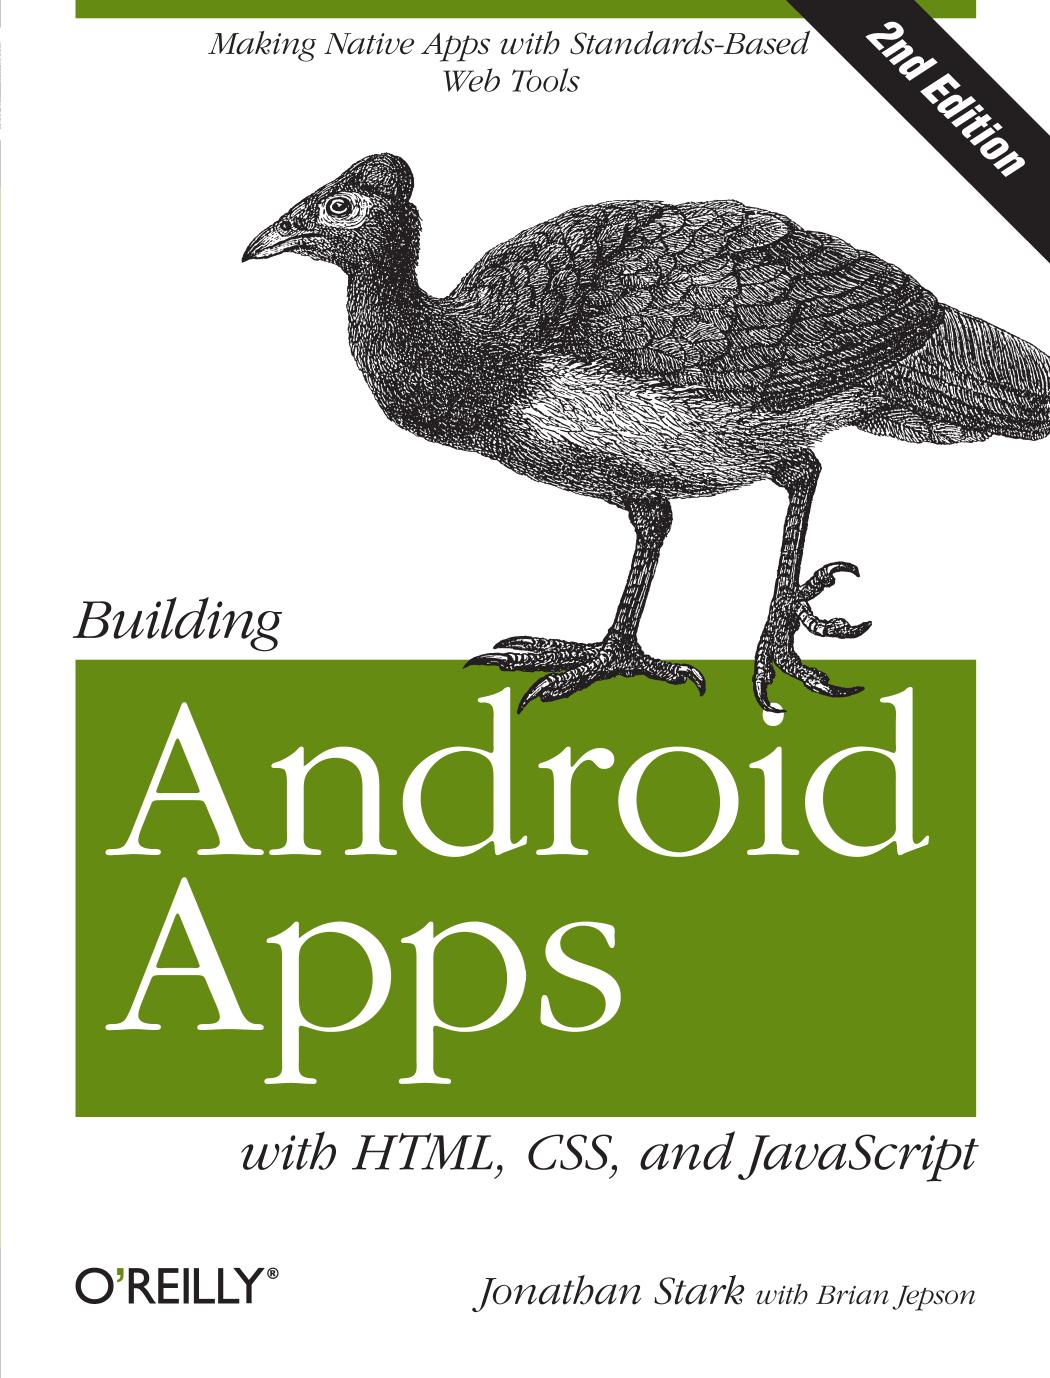 Making Native Apps with Standards-Based
Web Tools
2nd Edition
Building
Android
Apps
with HTML, CSS, and JavaScript
O'REILLY®
Jonathan Stark with Brian Jepson